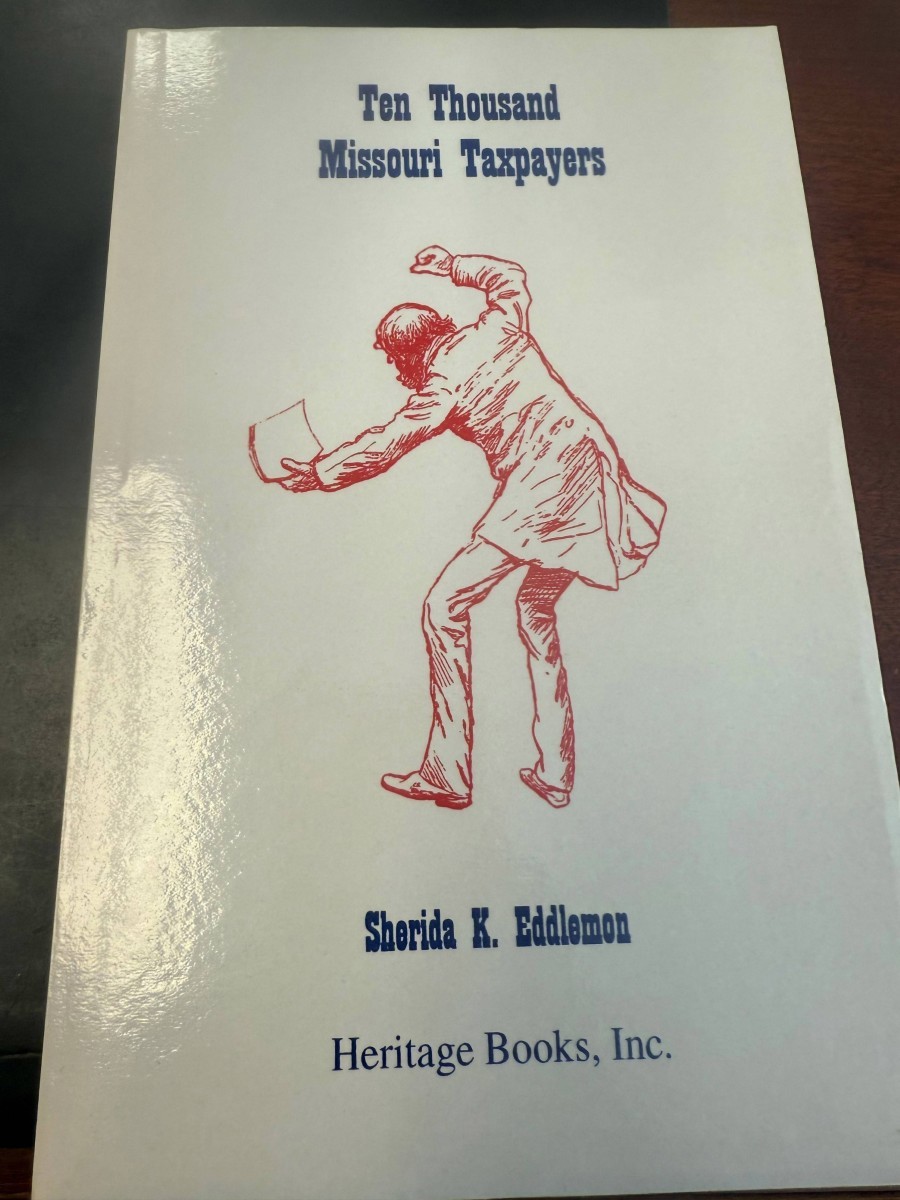 Ten Thousand
Missouri Taxpayers
Sherida K. Eddlemon
Heritage Books, Inc.